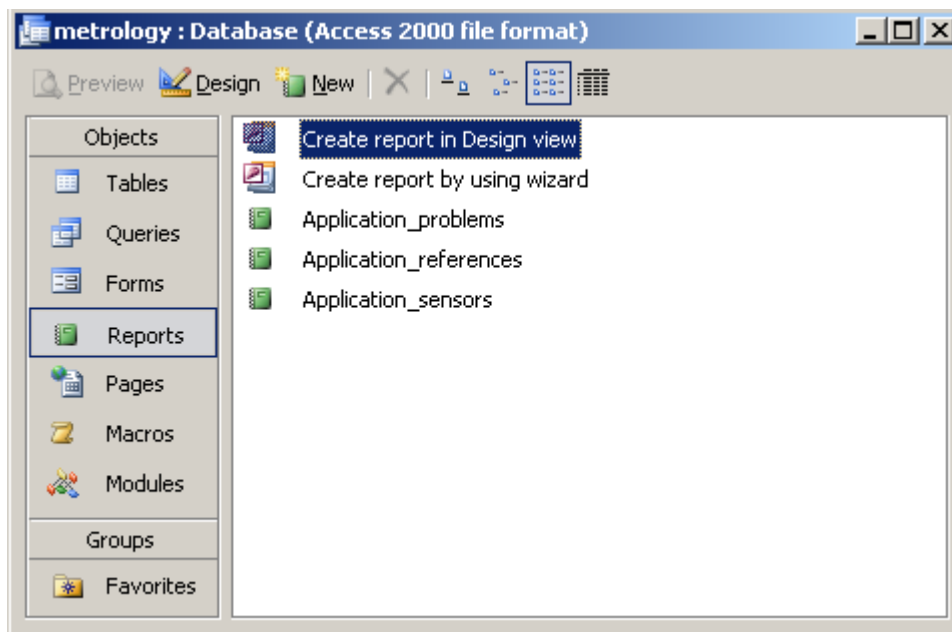 metrology : Database (Access 2000 file format)
Preview Design New
Objects
Tables
Queries
Forms
Reports
Pages
Macros
Modules
Groups
Favorites
Create report in Design view
Create report by using wizard
Application_problems
Application_references
Application_sensors